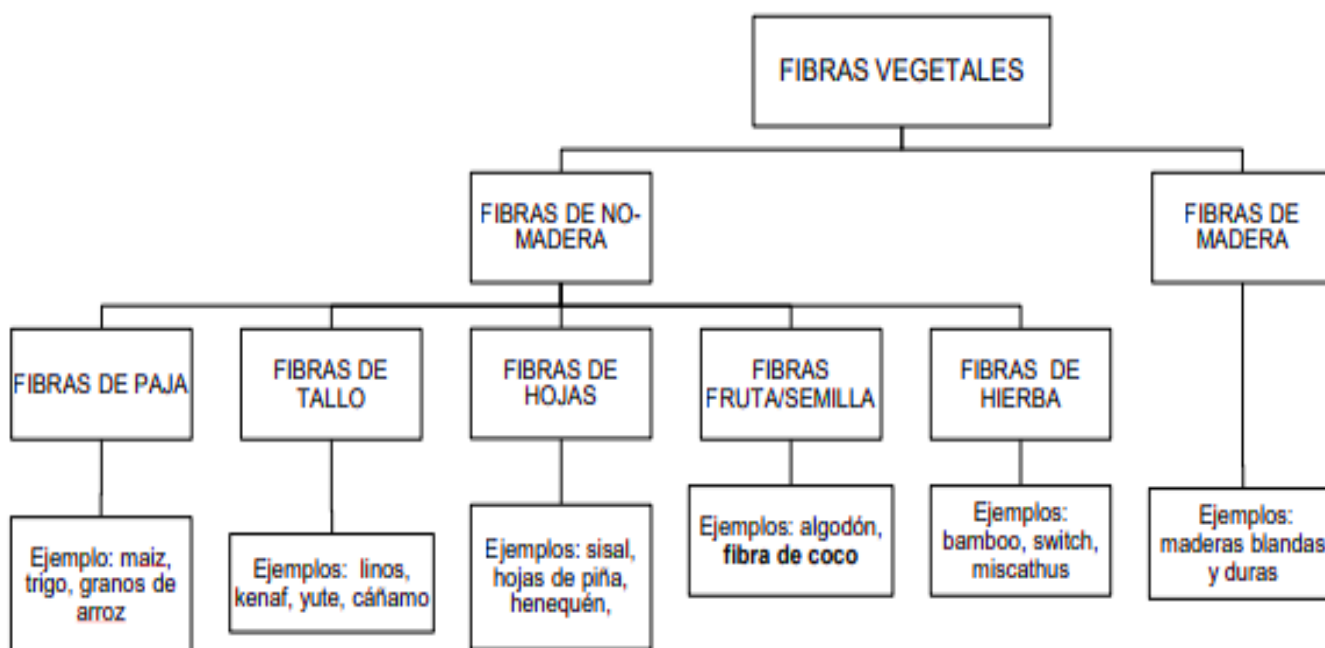 FIBRAS VEGETALES
FIBRAS DE NO-
MADERA
FIBRAS DE
MADERA
FIBRAS DE PAJA
FIBRAS DE
TALLO
FIBRAS DE
HOJAS
FIBRAS
FRUTA/SEMILLA
FIBRAS DE
HIERBA
Ejemplo: maiz,
trigo, granos de
arroz
Ejemplos: linos,
kenaf, yute, cáñamo
Ejemplos: sisal,
hojas de piña,
henequén,
Ejemplos: algodón,
fibra de coco
Ejemplos:
bamboo, switch,
miscathus
Ejemplos:
maderas blandas
y duras